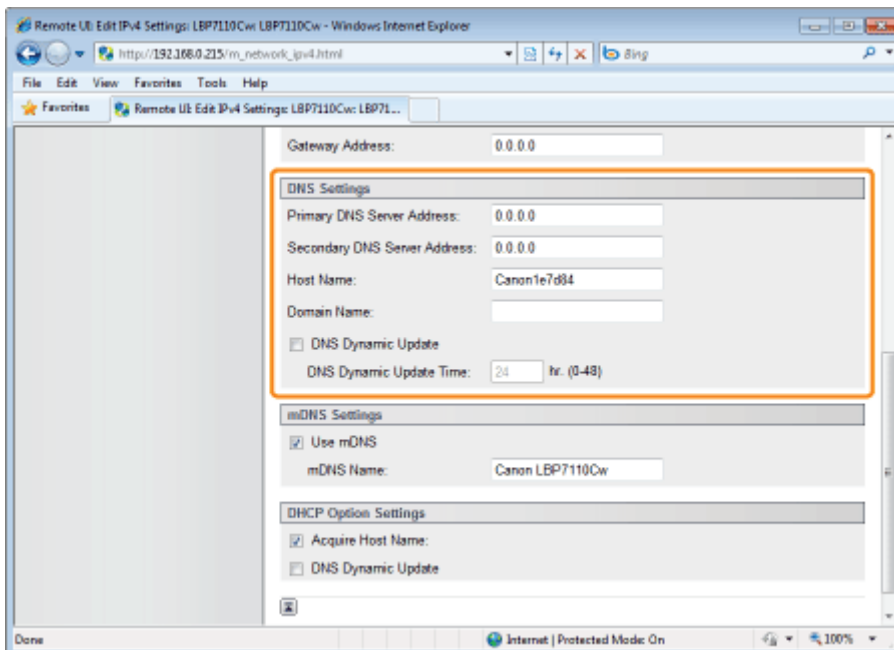 Remote UI: Edit IPv4 Settings: LBP7110Cw: LBP7110Cw - Windows Internet Explorer
http://192.168.0.215/m_network_ipv4.html
Bing
File Edit View Favorites Tools Help
Favorites Remote UI: Edit IPv4 Settings: LBP7110Cw: LBP71...
Gateway Address: 0.0.0.0
DNS Settings
Primary DNS Server Address: 0.0.0.0
Secondary DNS Server Address: 0.0.0.0
Host Name: Canon1e7d84
Domain Name:
DNS Dynamic Update
DNS Dynamic Update Time: 24 hr. (0-48)
mDNS Settings
Use mDNS
mDNS Name: Canon LBP7110Cw
DHCP Option Settings
Acquire Host Name:
DNS Dynamic Update
Done Internet | Protected Mode: On 100%